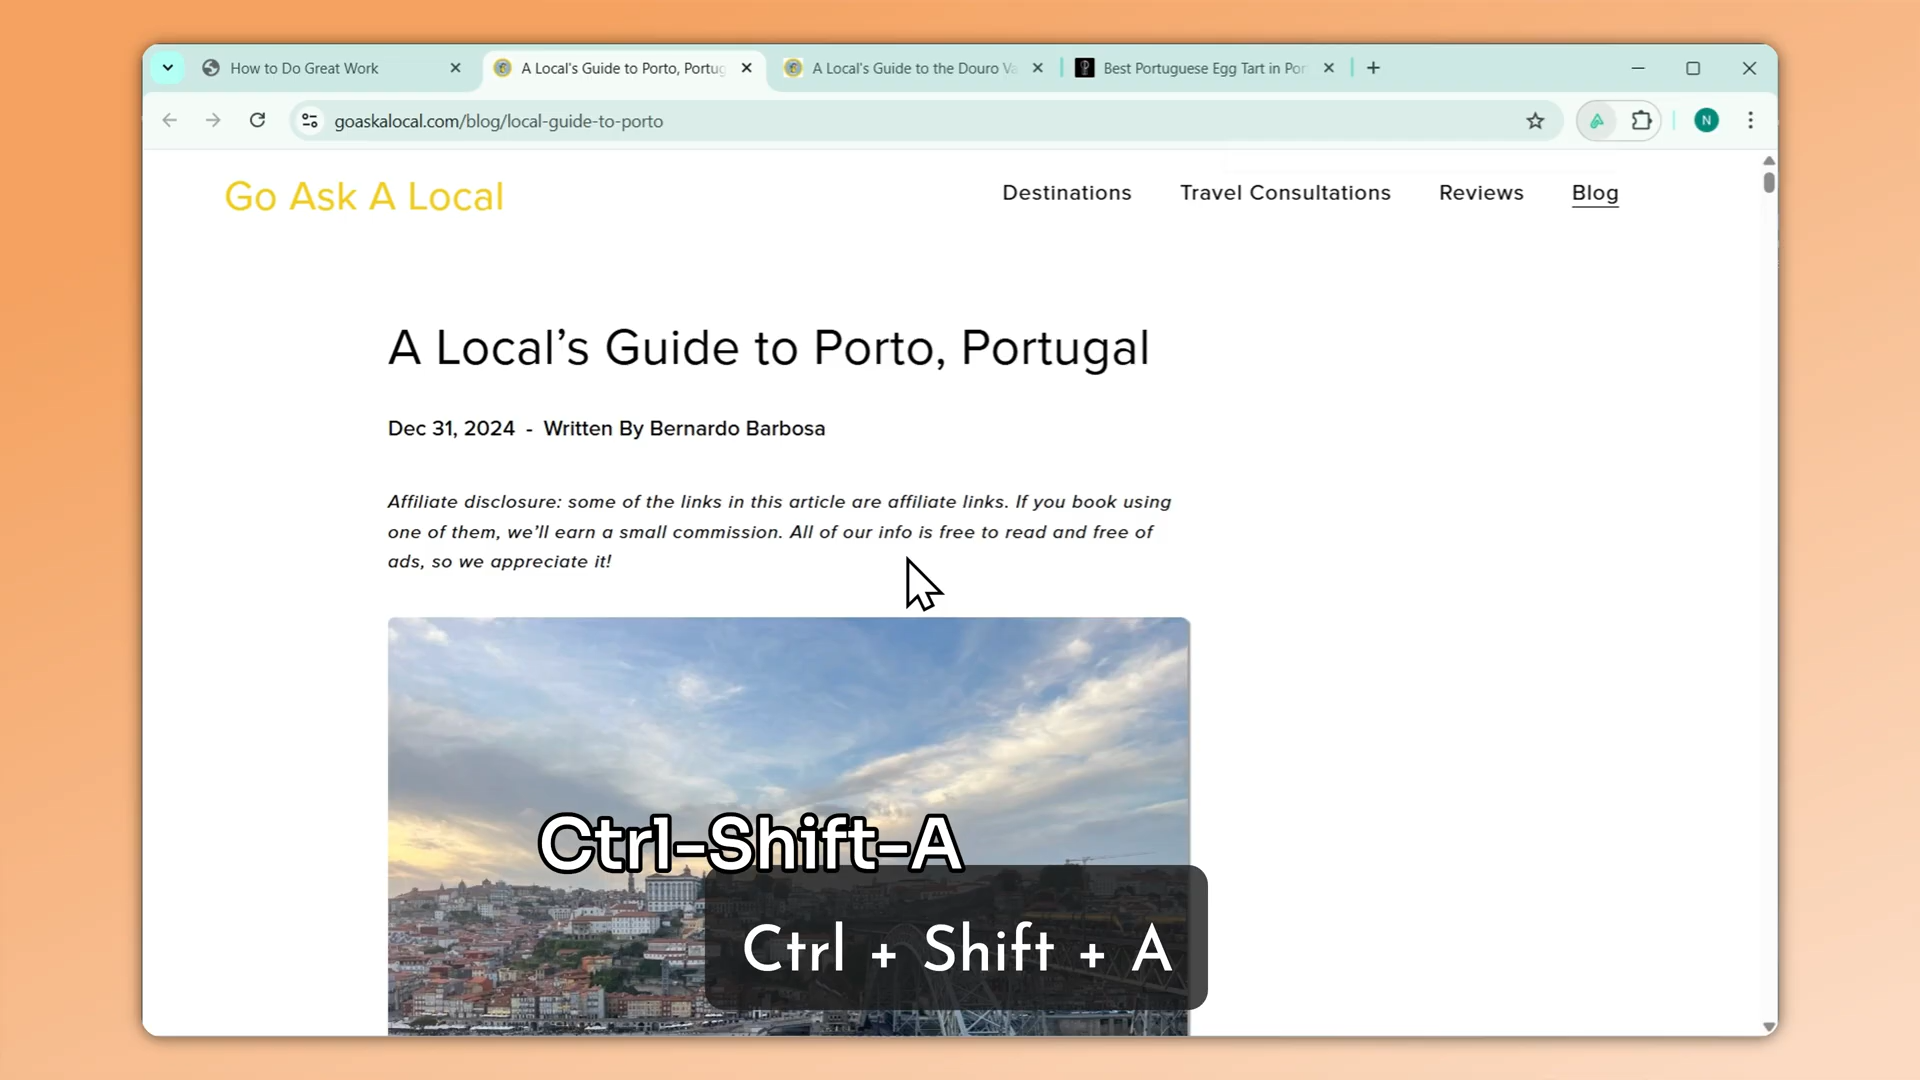 How to Do Great Work
A Local's Guide to Porto, Portug
A Local's Guide to the Douro Va
Best Portuguese Egg Tart in Por
goaskalocal.com/blog/local-guide-to-porto
N
Go Ask A Local
Destinations
Travel Consultations
Reviews
Blog
A Local’s Guide to Porto, Portugal
Dec 31, 2024 - Written By Bernardo Barbosa
Affiliate disclosure: some of the links in this article are affiliate links. If you book using
one of them, we’ll earn a small commission. All of our info is free to read and free of
ads, so we appreciate it!
Ctrl-Shift-A
Ctrl + Shift + A